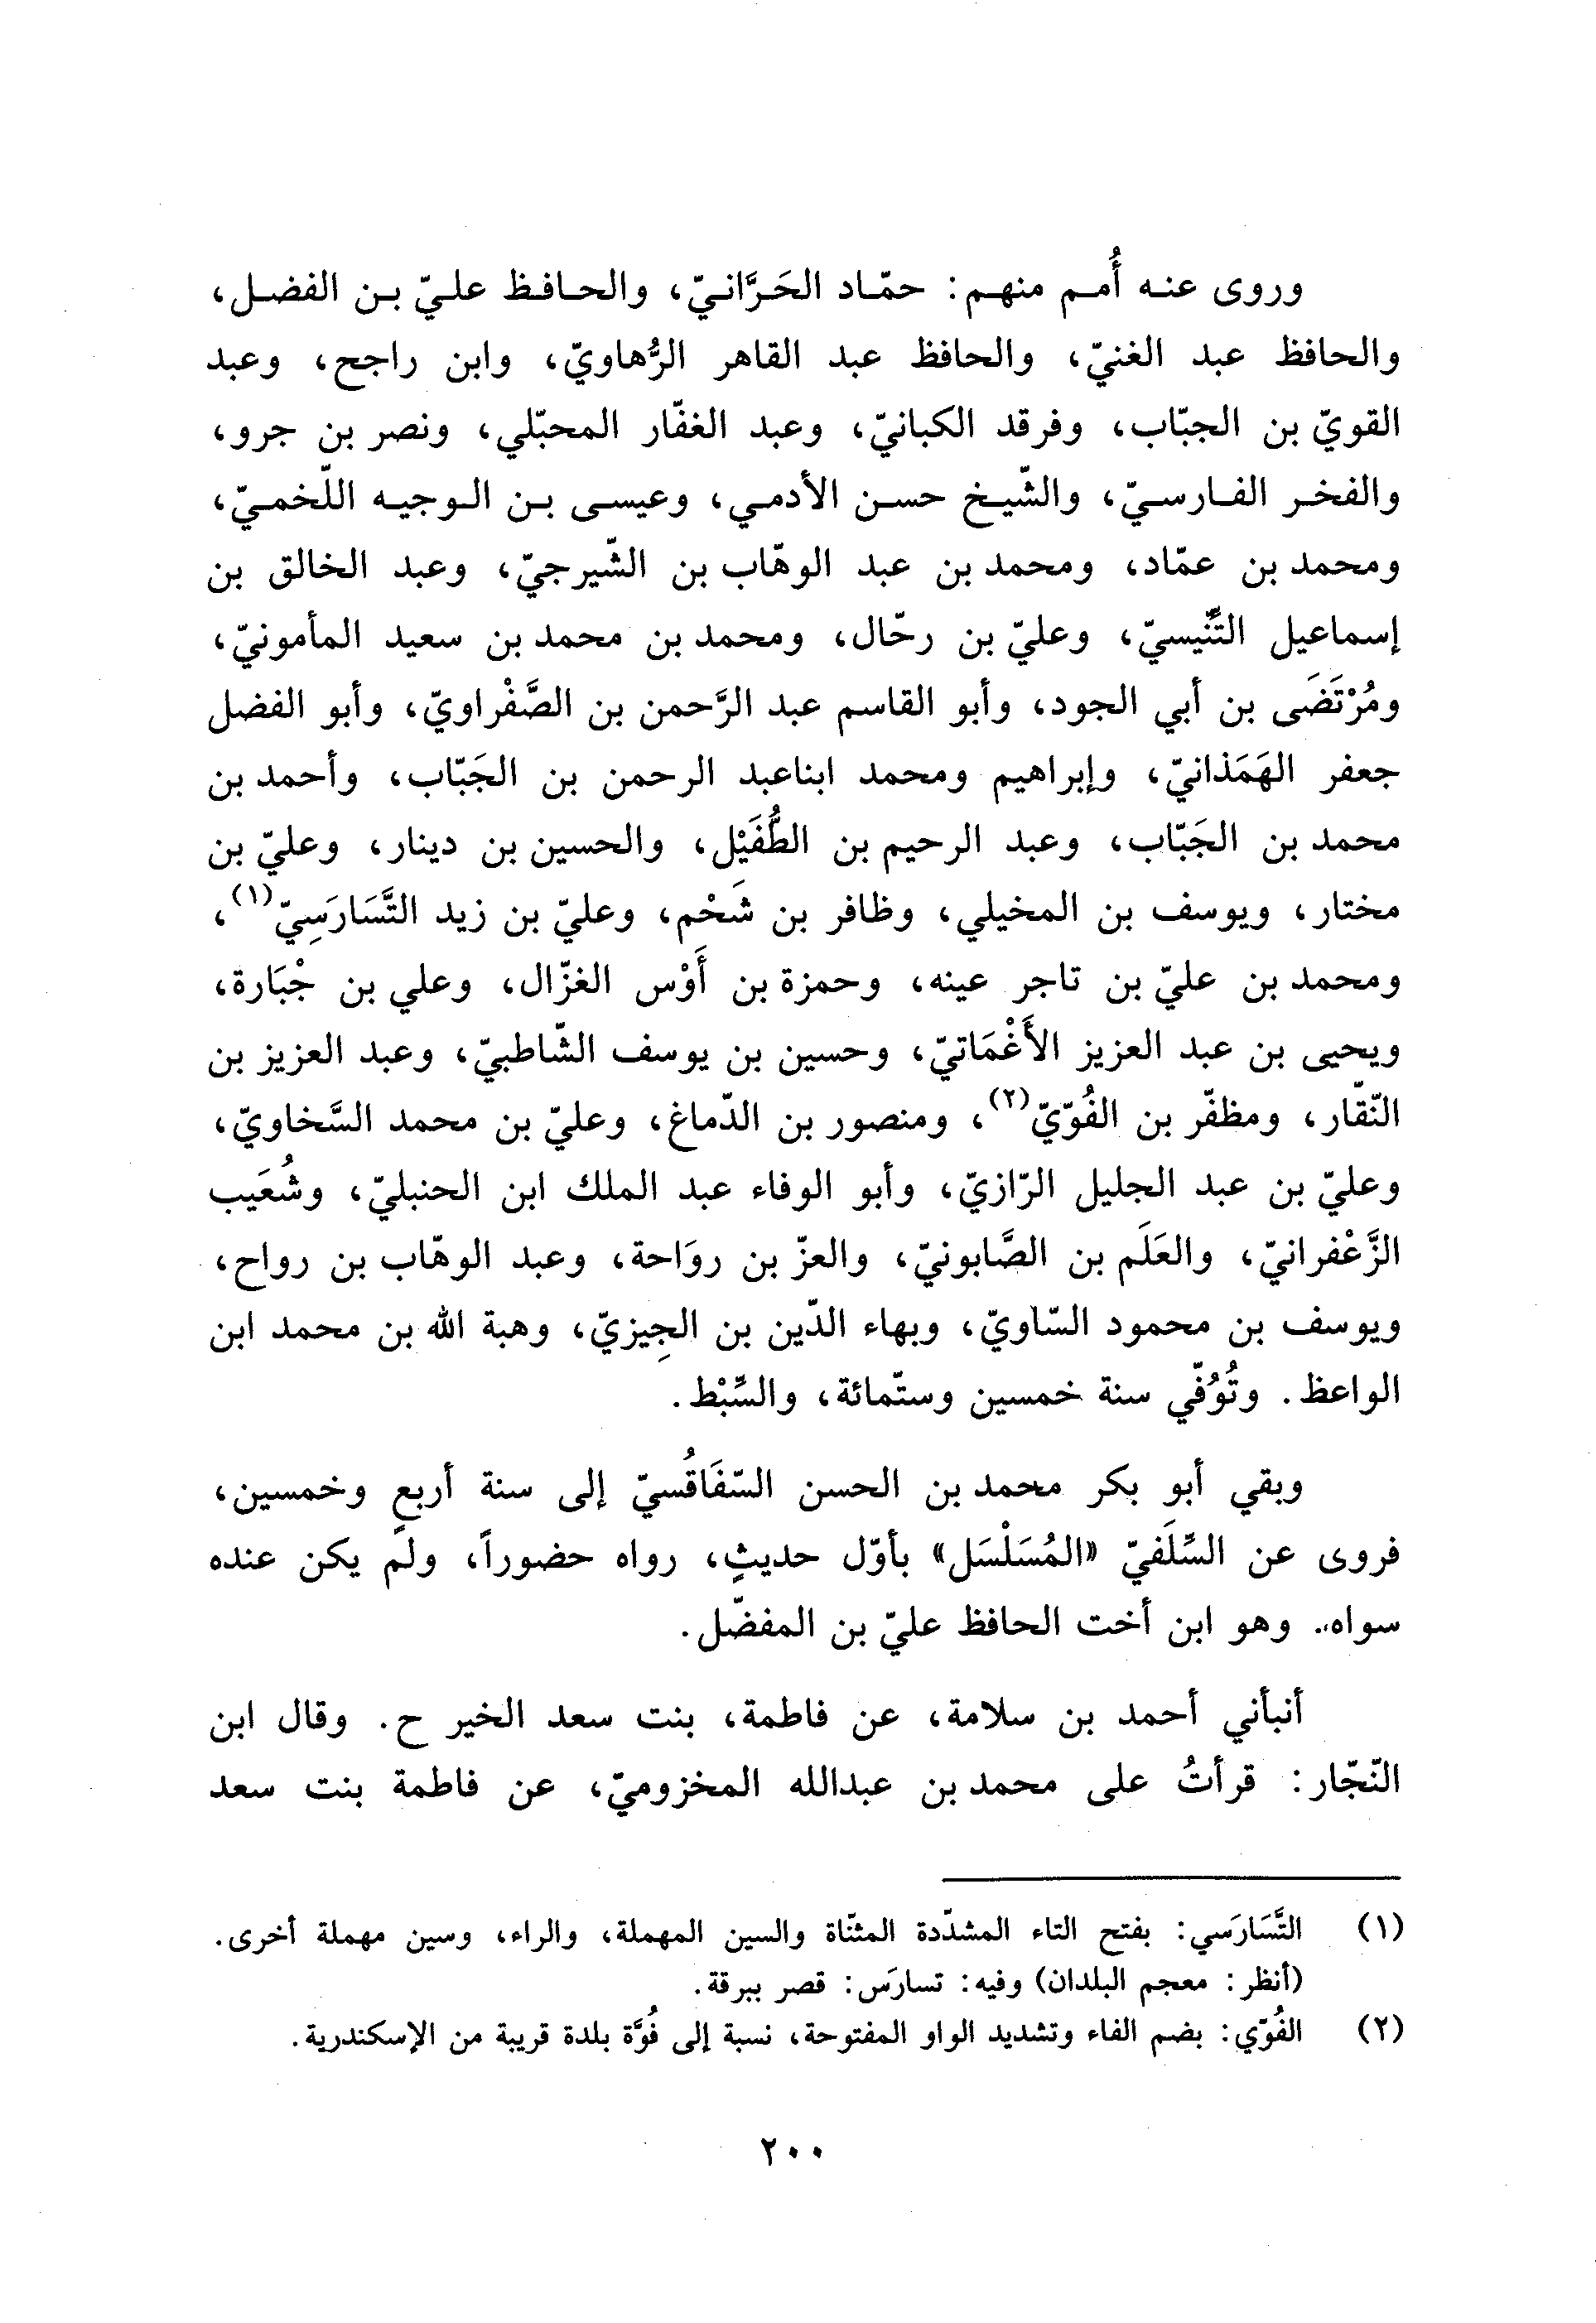 وروى عنه أُمم منهم: حمّاد الحَرَّانيّ، والحافظ عليّ بن الفضل،
والحافظ عبد الغنيّ، والحافظ عبد القاهر الرُّهاويّ، وابن راجح، وعبد
القويّ بن الجبّاب، وفرقد الكبانيّ، وعبد الغفّار المحبّلي، ونصر بن جرو،
والفخر الفارسيّ، والشّيخ حسن الأدمي، وعيسى بن الوجيه اللّخميّ،
ومحمد بن عمّاد، ومحمد بن عبد الوهّاب بن الشّيرجيّ، وعبد الخالق بن
إسماعيل التِّنّيسيّ، وعليّ بن رحّال، ومحمد بن محمد بن سعيد المأمونيّ،
ومُرْتَضَى بن أبي الجود، وأبو القاسم عبد الرَّحمن بن الصَّفْراويّ، وأبو الفضل
جعفر الهَمَذانيّ، وإبراهيم ومحمد ابناعبد الرحمن بن الجَبّاب، وأحمد بن
محمد بن الجَبّاب، وعبد الرحيم بن الطُّفَيْل، والحسين بن دينار، وعليّ بن
مختار، ويوسف بن المخيلي، وظافر بن شَحْم، وعليّ بن زيد التَّسَارَسِيّ(١)،
ومحمد بن عليّ بن تاجر عينه، وحمزة بن أَوْس الغزّال، وعلي بن جْبَارة،
ويحيى بن عبد العزيز الأَغْمَاتيّ، وحسين بن يوسف الشّاطبيّ، وعبد العزيز بن
النّقّار، ومظفّر بن الفُوّيّ(٢)، ومنصور بن الدّماغ، وعليّ بن محمد السَّخاويّ،
وعليّ بن عبد الجليل الرّازيّ، وأبو الوفاء عبد الملك ابن الحنبليّ، وشُعَيب
الزَّعْفرانيّ، والعَلَم بن الصَّابونيّ، والعزّ بن روَاحة، وعبد الوهّاب بن رواح،
ويوسف بن محمود السّاويّ، وبهاء الدّين بن الجِيزيّ، وهبة الله بن محمد ابن
الواعظ. وتُوُفّي سنة خمسين وستّمائة، والسِّبْط.
وبقي أبو بكر محمد بن الحسن السّفَاقُسيّ إلى سنة أربعٍ وخمسين،
فروى عن السِّلَفيّ «المُسَلْسَل» بأوّل حديثٍ، رواه حضوراً، ولم يكن عنده
سواه. وهو ابن أخت الحافظ عليّ بن المفضّل.
أنبأني أحمد بن سلامة، عن فاطمة، بنت سعد الخير ح. وقال ابن
النّجّار: قرأتُ على محمد بن عبدالله المخزوميّ، عن فاطمة بنت سعد
(١) التَّسَارَسي: بفتح التاء المشدّدة المثنّاة والسين المهملة، والراء، وسين مهملة أخرى.
(أنظر: معجم البلدان) وفيه: تسارَس: قصر ببرقة.
(٢) الفُوّي: بضم الفاء وتشديد الواو المفتوحة، نسبة إلى فُوَّة بلدة قريبة من الإسكندرية.
٢٠٠